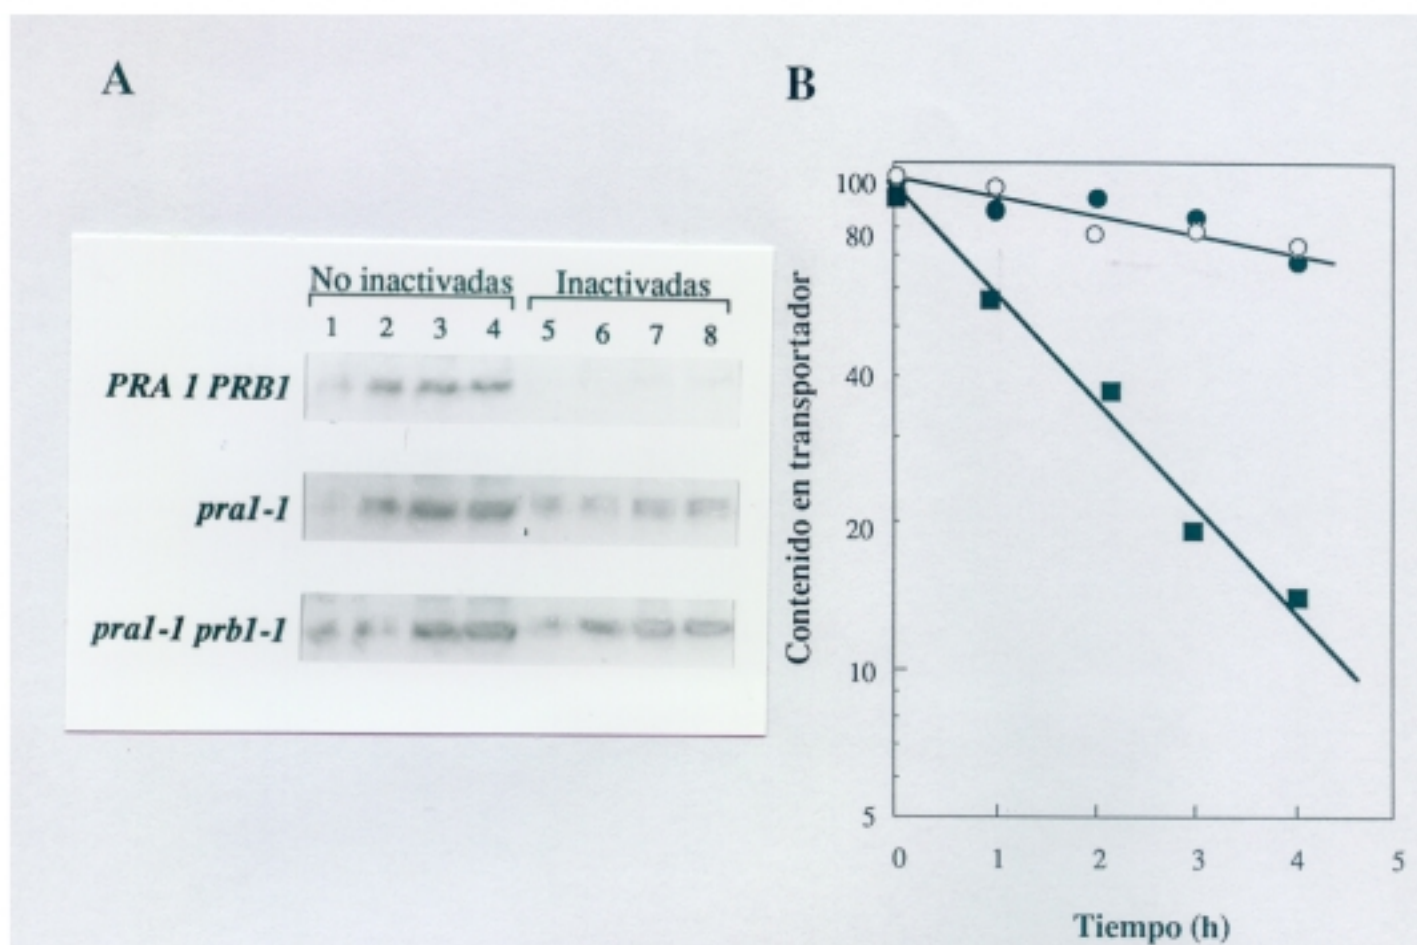 A
No inactivadas Inactivadas
1 2 3 4 5 6 7 8
PRA 1 PRB1
pra1-1
pra1-1 prb1-1
B
Contenido en transportador
100
80
40
20
10
5
0 1 2 3 4 5
Tiempo (h)